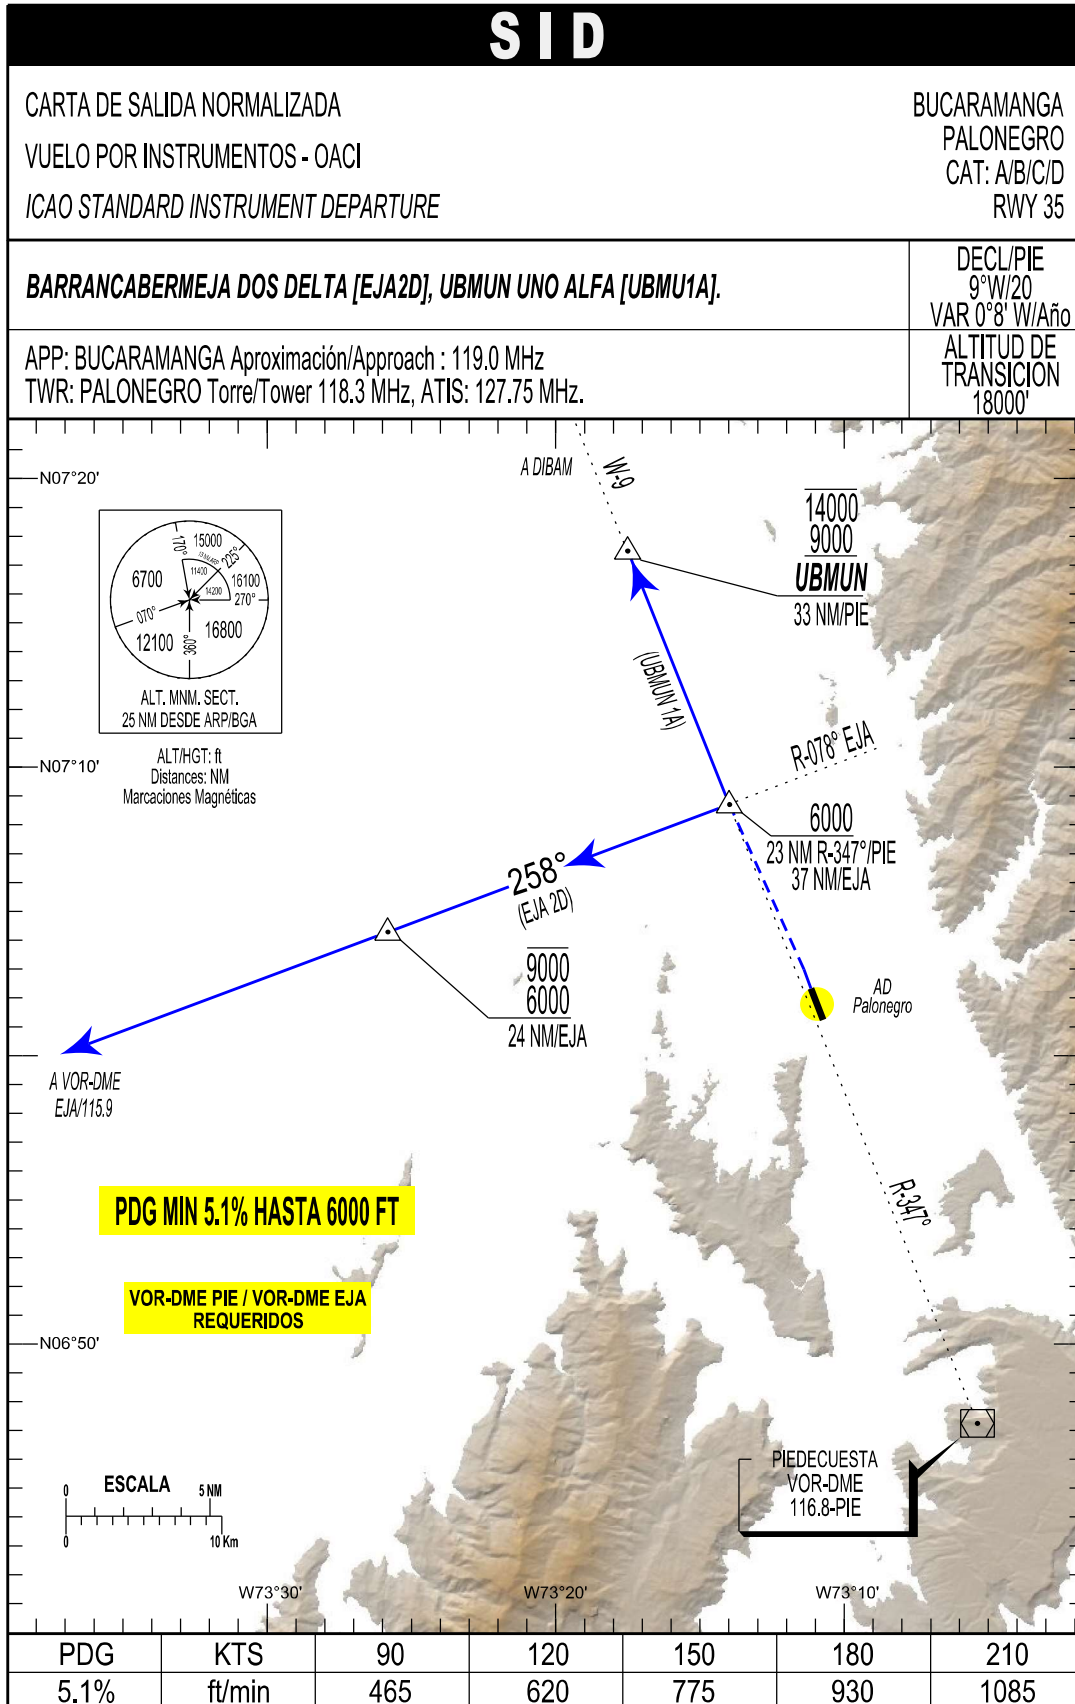 SID
CARTA DE SALIDA NORMALIZADA
VUELO POR INSTRUMENTOS - OACI
ICAO STANDARD INSTRUMENT DEPARTURE
BUCARAMANGA
PALONEGRO
CAT: A/B/C/D
RWY 35
BARRANCABERMEJA DOS DELTA [EJA2D], UBMUN UNO ALFA [UBMU1A].
DECL/PIE
9°W/20
VAR 0°8' W/Año
APP: BUCARAMANGA Aproximación/Approach : 119.0 MHz
TWR: PALONEGRO Torre/Tower 118.3 MHz, ATIS: 127.75 MHz.
ALTITUD DE
TRANSICION
18000'
N07°20'
A DIBAM
W-9
14000
9000
UBMUN
33 NM/PIE
170°
15000
225°
13 NM ARP
11400
6700
16100
14200
270°
070°
12100
360°
16800
ALT. MNM. SECT.
25 NM DESDE ARP/BGA
(UBMUN 1A)
ALT/HGT: ft
Distances: NM
Marcaciones Magnéticas
N07°10'
R-078° EJA
6000
23 NM R-347°/PIE
37 NM/EJA
258°
(EJA 2D)
9000
6000
24 NM/EJA
AD
Palonegro
A VOR-DME
EJA/115.9
PDG MIN 5.1% HASTA 6000 FT
R-347°
VOR-DME PIE / VOR-DME EJA
REQUERIDOS
N06°50'
PIEDECUESTA
VOR-DME
116.8-PIE
ESCALA
0
5 NM
0
10 Km
W73°30'
W73°20'
W73°10'
PDG KTS 90 120 150 180 210
5.1% ft/min 465 620 775 930 1085